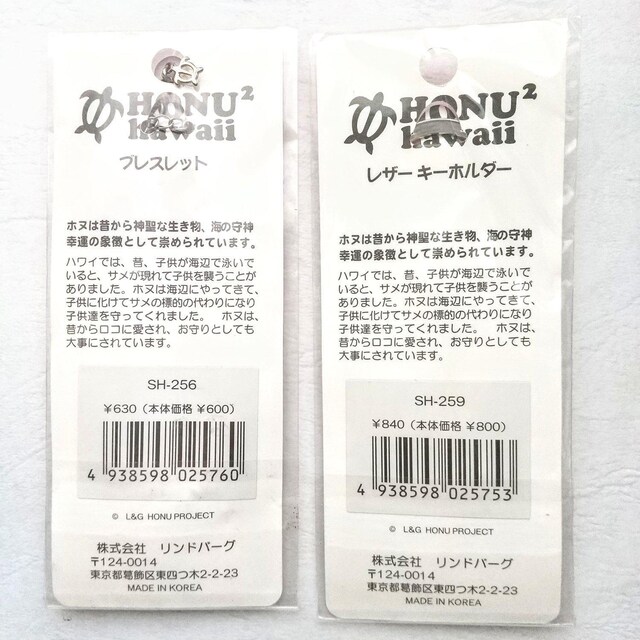 HONU²
hawaii
ブレスレット
ホヌは昔から神聖な生き物、海の守神
幸運の象徴として崇められています。
ハワイでは、昔、子供が海辺で泳いで
いると、サメが現れて子供を襲うことが
ありました。ホヌは海辺にやってきて、
子供に化けてサメの標的の代わりになり
子供達を守ってくれました。 ホヌは、
昔からロコに愛され、お守りとしても
大事にされています。
SH-256
￥630（本体価格 ￥600）
4 938598 025760
© L&G HONU PROJECT
株式会社 リンドバーグ
〒124-0014
東京都葛飾区東四つ木2-2-23
MADE IN KOREA
HONU²
hawaii
レザー キーホルダー
ホヌは昔から神聖な生き物、海の守神
幸運の象徴として崇められています。
ハワイでは、昔、子供が海辺で泳いで
いると、サメが現れて子供を襲うことが
ありました。ホヌは海辺にやってきて、
子供に化けてサメの標的の代わりになり
子供達を守ってくれました。 ホヌは、
昔からロコに愛され、お守りとしても
大事にされています。
SH-259
￥840（本体価格 ￥800）
4 938598 025753
© L&G HONU PROJECT
株式会社 リンドバーグ
〒124-0014
東京都葛飾区東四つ木2-2-23
MADE IN KOREA